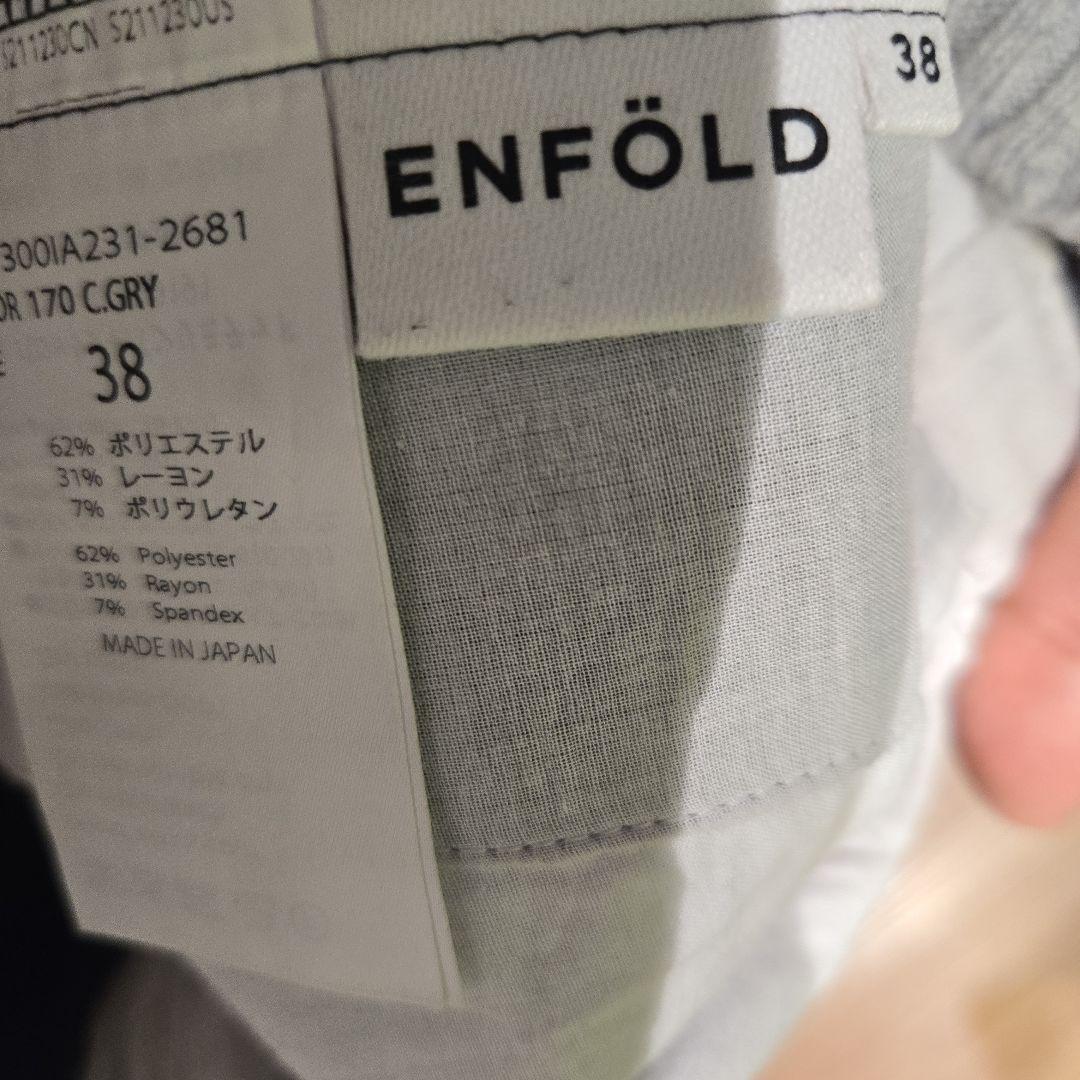 S211230CN S211230US
38
ENFÖLD
300IA231-2681
OR 170 C.GRY
38
62% ポリエステル
31% レーヨン
7% ポリウレタン
62% Polyester
31% Rayon
7% Spandex
MADE IN JAPAN